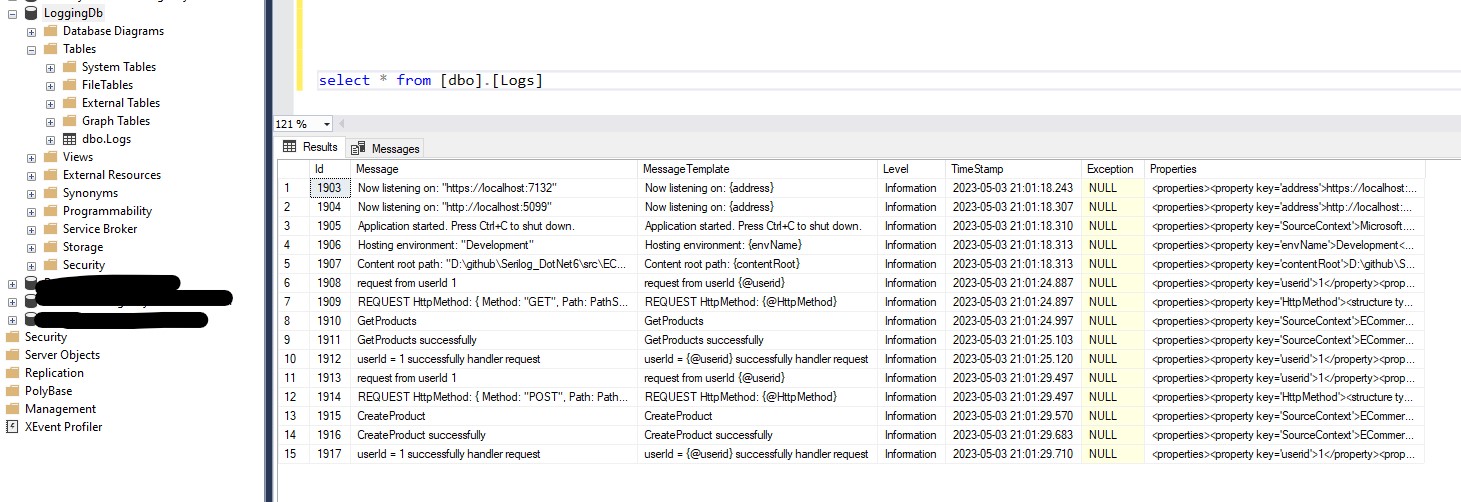 LoggingDb
Database Diagrams
Tables
System Tables
FileTables
External Tables
Graph Tables
dbo.Logs
Views
External Resources
Synonyms
Programmability
Service Broker
Storage
Security
Security
Server Objects
Replication
PolyBase
Management
XEvent Profiler
select * from [dbo].[Logs]
121 %
Results Messages
Id Message MessageTemplate Level TimeStamp Exception Properties
1 1903 Now listening on: "https://localhost:7132" Now listening on: {address} Information 2023-05-03 21:01:18.243 NULL <properties><property key='address'>https://localhost:...
2 1904 Now listening on: "http://localhost:5099" Now listening on: {address} Information 2023-05-03 21:01:18.307 NULL <properties><property key='address'>http://localhost:5...
3 1905 Application started. Press Ctrl+C to shut down. Application started. Press Ctrl+C to shut down. Information 2023-05-03 21:01:18.310 NULL <properties><property key='SourceContext'>Microsoft....
4 1906 Hosting environment: "Development" Hosting environment: {envName} Information 2023-05-03 21:01:18.313 NULL <properties><property key='envName'>Development<...
5 1907 Content root path: "D:\github\Serilog_DotNet6\src\EC... Content root path: {contentRoot} Information 2023-05-03 21:01:18.313 NULL <properties><property key='contentRoot'>D:\github\S...
6 1908 request from userId 1 request from userId {@userid} Information 2023-05-03 21:01:24.887 NULL <properties><property key='userid'>1</property><prop...
7 1909 REQUEST HttpMethod: { Method: "GET", Path: PathS... REQUEST HttpMethod: {@HttpMethod} Information 2023-05-03 21:01:24.897 NULL <properties><property key='HttpMethod'><structure ty...
8 1910 GetProducts GetProducts Information 2023-05-03 21:01:24.997 NULL <properties><property key='SourceContext'>ECommer...
9 1911 GetProducts successfully GetProducts successfully Information 2023-05-03 21:01:25.103 NULL <properties><property key='SourceContext'>ECommer...
10 1912 userId = 1 successfully handler request userId = {@userid} successfully handler request Information 2023-05-03 21:01:25.120 NULL <properties><property key='userid'>1</property><prop...
11 1913 request from userId 1 request from userId {@userid} Information 2023-05-03 21:01:29.497 NULL <properties><property key='userid'>1</property><prop...
12 1914 REQUEST HttpMethod: { Method: "POST", Path: Path... REQUEST HttpMethod: {@HttpMethod} Information 2023-05-03 21:01:29.497 NULL <properties><property key='HttpMethod'><structure ty...
13 1915 CreateProduct CreateProduct Information 2023-05-03 21:01:29.570 NULL <properties><property key='SourceContext'>ECommer...
14 1916 CreateProduct successfully CreateProduct successfully Information 2023-05-03 21:01:29.683 NULL <properties><property key='SourceContext'>ECommer...
15 1917 userId = 1 successfully handler request userId = {@userid} successfully handler request Information 2023-05-03 21:01:29.710 NULL <properties><property key='userid'>1</property><prop...